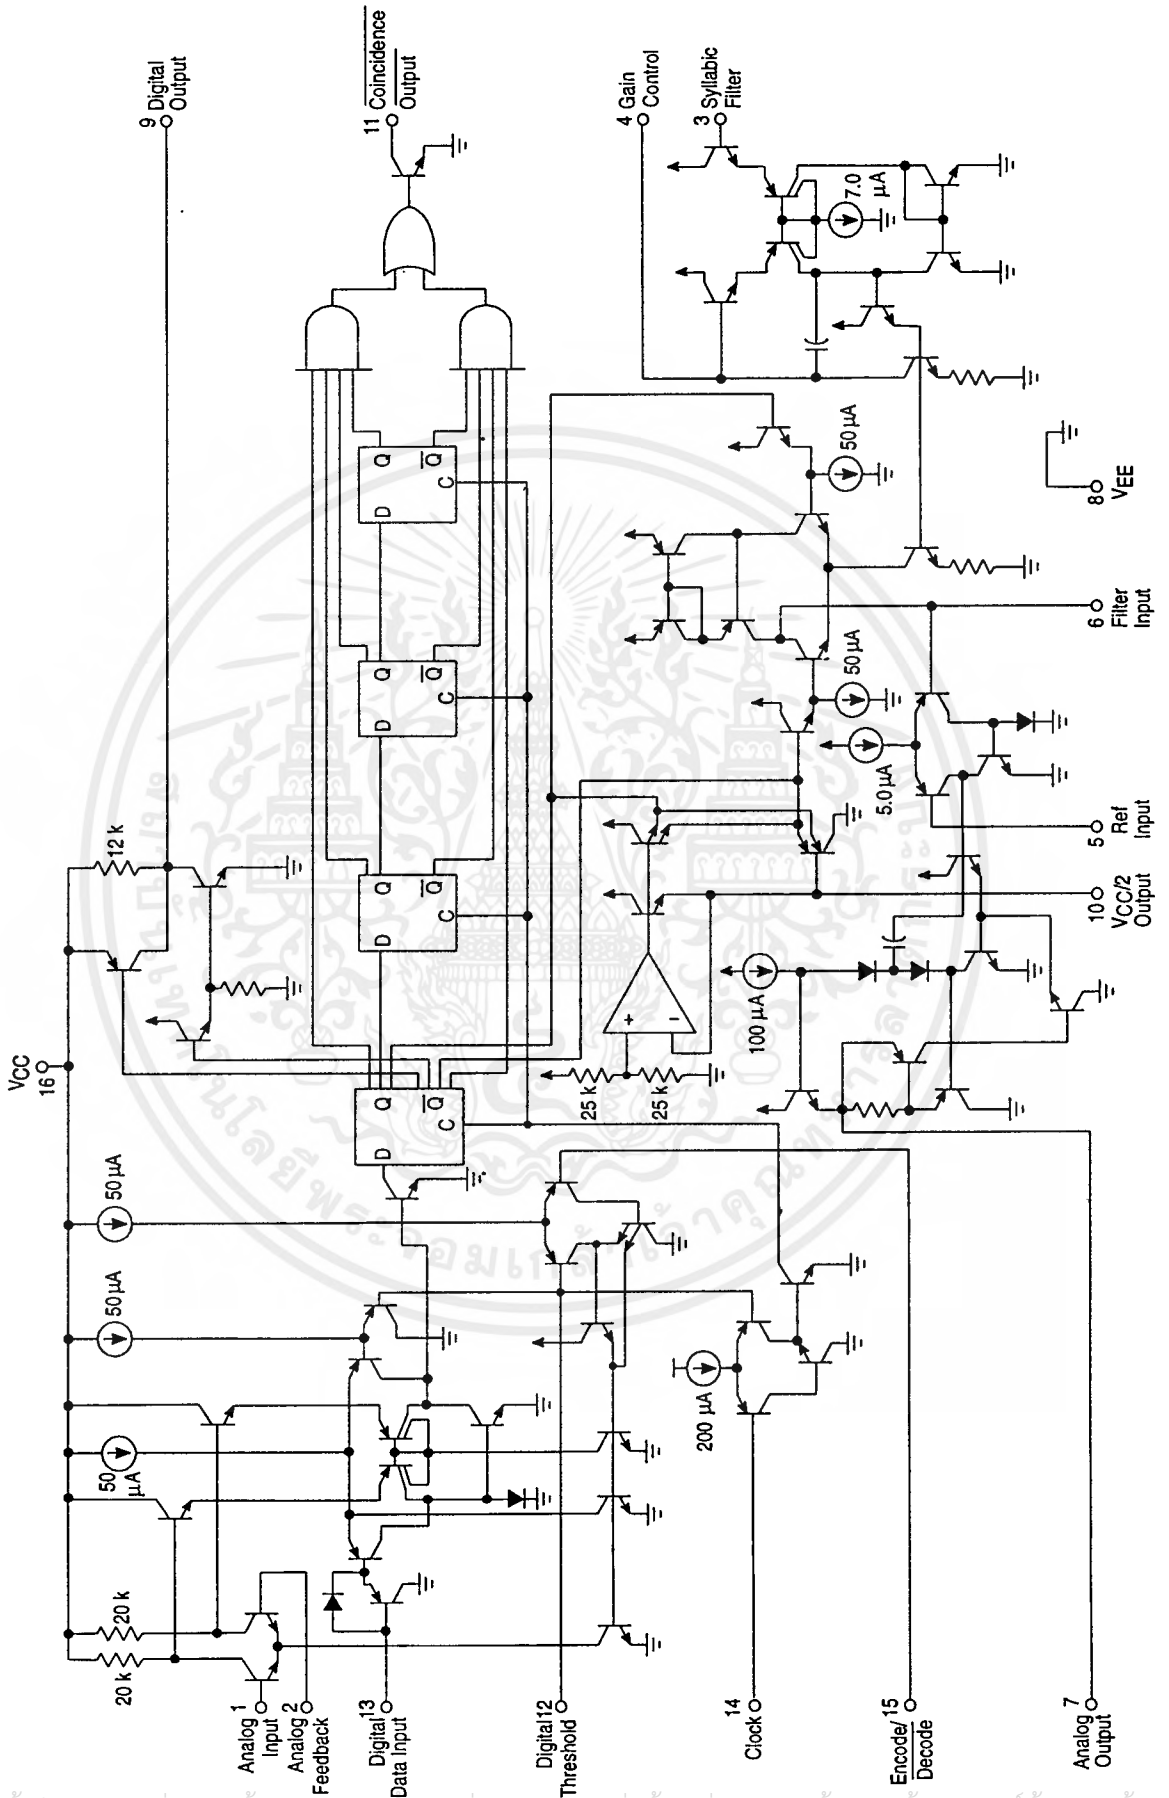 VCC
16
9 Digital
Output
12 k
50 µA
50 µA
50
µA
20 k
20 k
Analog 1
Input
Analog 2
Feedback
13
Digital
Data Input
Digital 12
Threshold
14
Clock
Encode/ 15
Decode
7
Analog
Output
D
Q
Q
C
D
Q
Q
C
D
Q
Q
C
D
Q
Q
C
11 Coincidence
Output
4 Gain
Control
3 Syllabic
Filter
7.0
µA
50 µA
50 µA
5.0 µA
100 µA
200 µA
25 k
25 k
+
−
8
VEE
6
Filter
Input
5
Ref
Input
10
VCC/2
Output